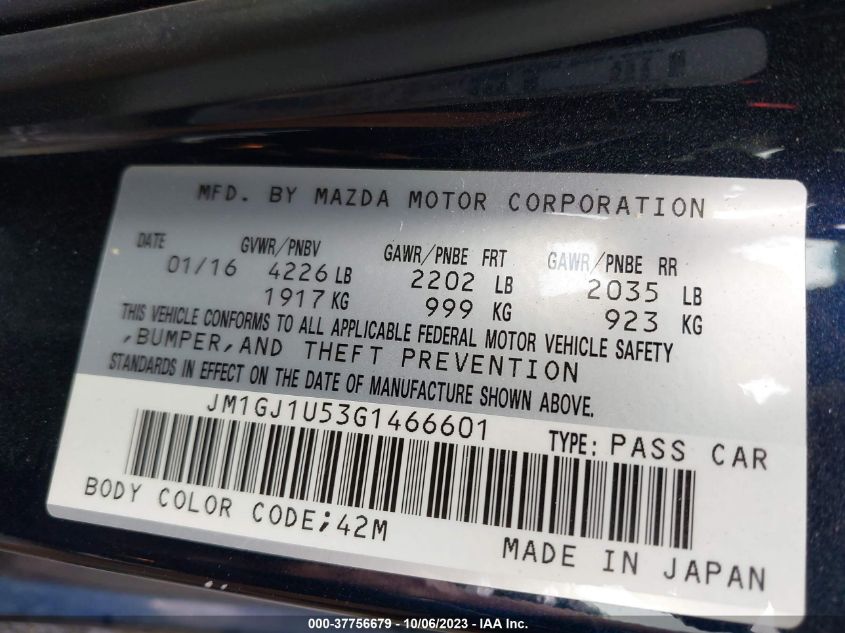 MFD. BY MAZDA MOTOR CORPORATION
DATE GVWR/PNBV GAWR/PNBE FRT GAWR/PNBE RR
01/16 4226 LB 2202 LB 2035 LB
1917 KG 999 KG 923 KG
THIS VEHICLE CONFORMS TO ALL APPLICABLE FEDERAL MOTOR VEHICLE SAFETY
,BUMPER,AND THEFT PREVENTION
STANDARDS IN EFFECT ON THE DATE OF MANUFACTURE SHOWN ABOVE.
JM1GJ1U53G1466601 TYPE: PASS CAR
BODY COLOR CODE;42M
MADE IN JAPAN
000-37756679 - 10/06/2023 - IAA Inc.